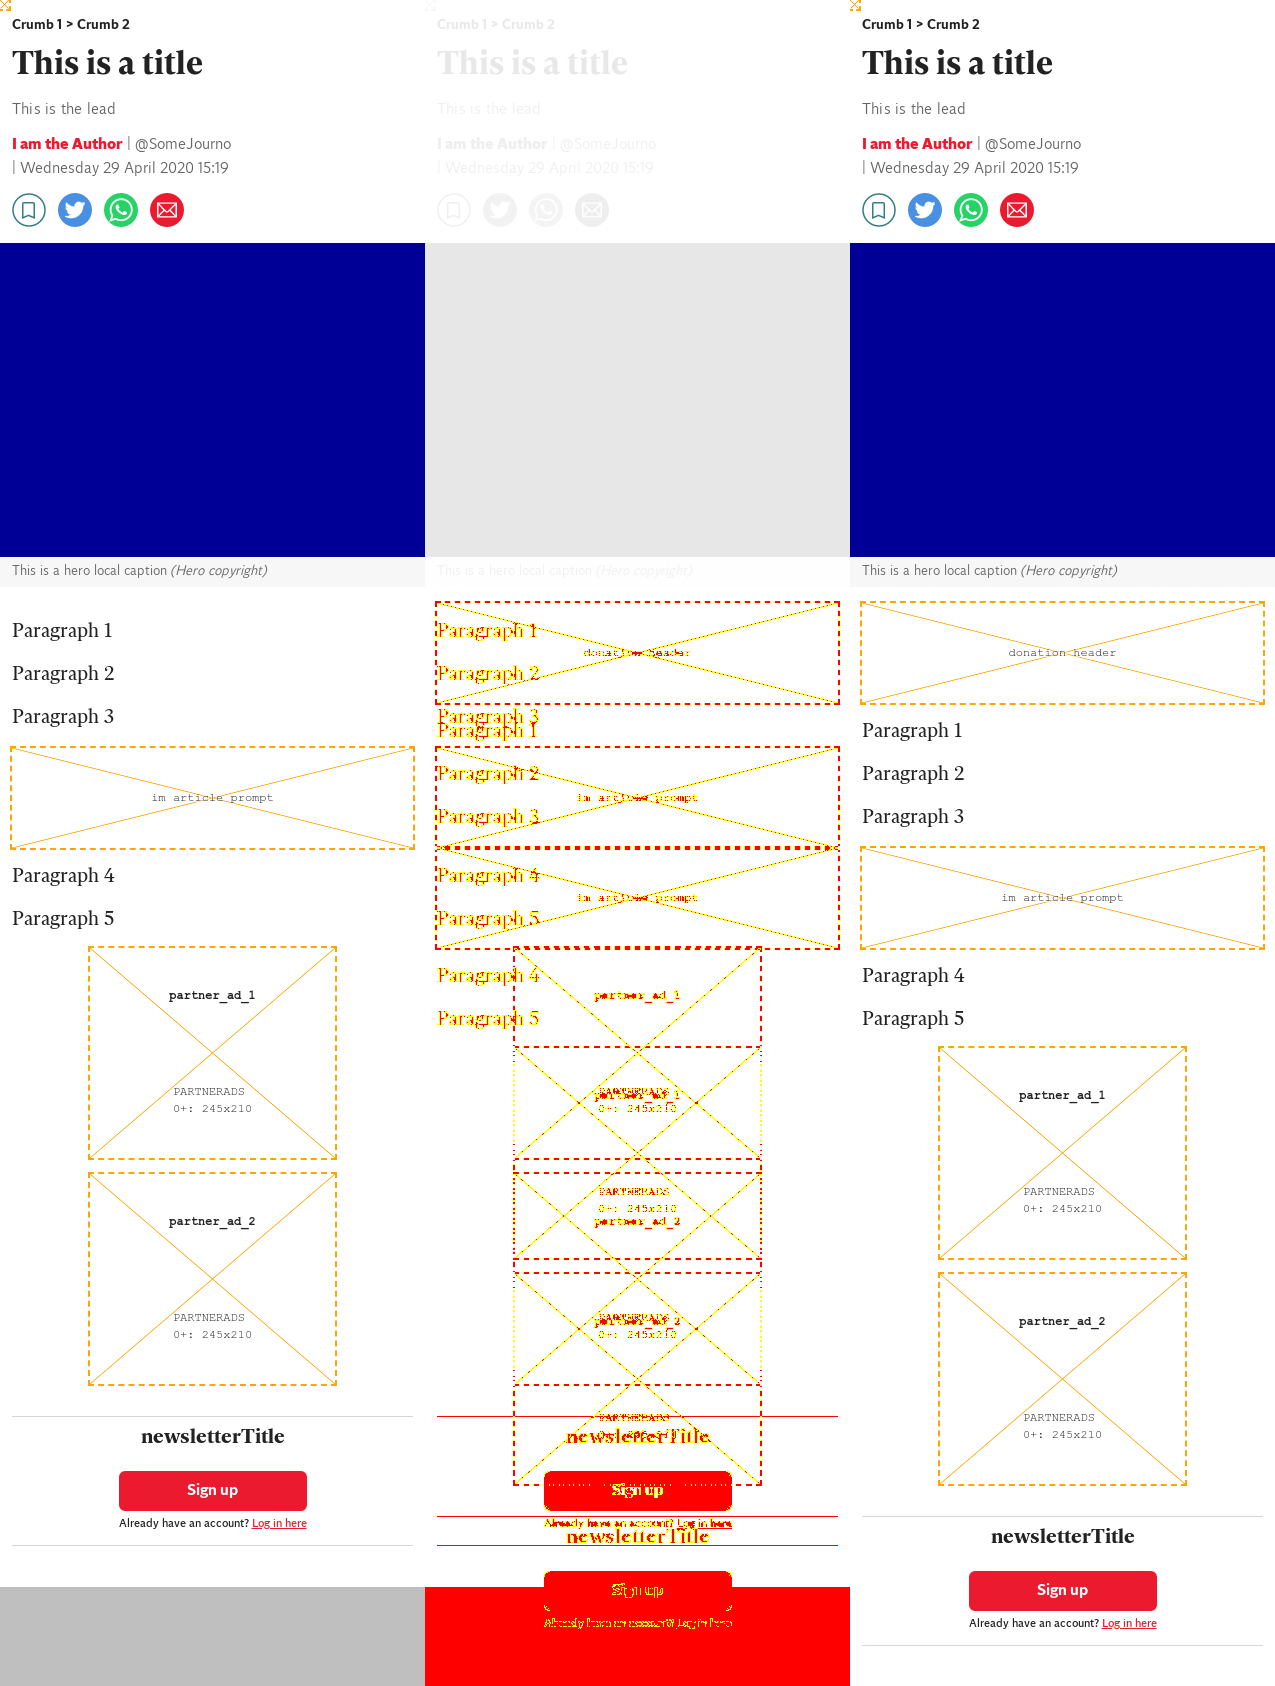 Crumb 1 > Crumb 2
This is a title
This is the lead
I am the Author | @SomeJourno
| Wednesday 29 April 2020 15:19
This is a hero local caption (Hero copyright)
Paragraph 1
Paragraph 2
Paragraph 3
im article prompt
Paragraph 4
Paragraph 5
partner_ad_1
PARTNERADS
0+: 245x210
partner_ad_2
PARTNERADS
0+: 245x210
newsletterTitle
Sign up
Already have an account? Log in here
Crumb 1 > Crumb 2
This is a title
This is the lead
I am the Author | @SomeJourno
| Wednesday 29 April 2020 15:19
This is a hero local caption (Hero copyright)
donation header
Paragraph 1
Paragraph 2
Paragraph 3
Paragraph 1
Paragraph 2
im article prompt
Paragraph 3
Paragraph 4
im article prompt
Paragraph 5
Paragraph 4
partner_ad_1
Paragraph 5
PARTNERADS
partner_ad_1
0+: 245x210
PARTNERADS
0+: 245x210
partner_ad_2
PARTNERADS
partner_ad_2
0+: 245x210
PARTNERADS
0+: 245x210
newsletterTitle
Sign up
Already have an account? Log in here
newsletterTitle
Sign up
Already have an account? Log in here
Crumb 1 > Crumb 2
This is a title
This is the lead
I am the Author | @SomeJourno
| Wednesday 29 April 2020 15:19
This is a hero local caption (Hero copyright)
donation header
Paragraph 1
Paragraph 2
Paragraph 3
im article prompt
Paragraph 4
Paragraph 5
partner_ad_1
PARTNERADS
0+: 245x210
partner_ad_2
PARTNERADS
0+: 245x210
newsletterTitle
Sign up
Already have an account? Log in here